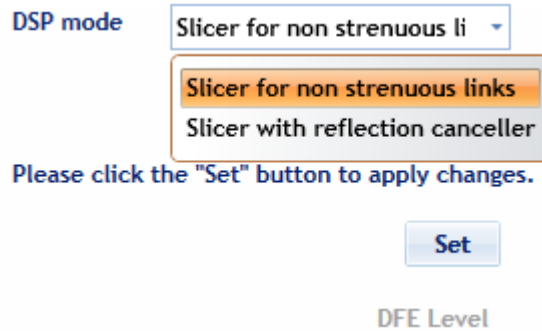 DSP mode Slicer for non strenuous li
Slicer for non strenuous links
Slicer with reflection canceller
Please click the "Set" button to apply changes.
Set
DFE Level